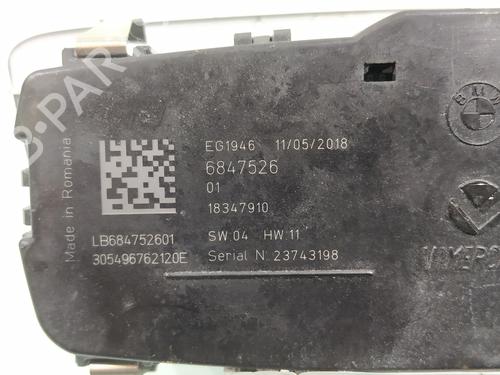 B-PAR
EG1946 11/05/2018
6847526
01
18347910
Made in Romania
LB684752601
SW 04 HW 11
305496762120E
Serial N. 23743198
BMW